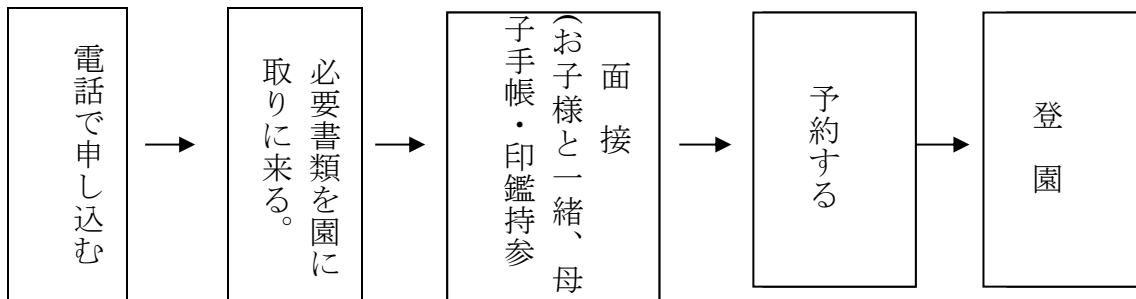 電話で申し込む
必要書類を園に
取りに来る。
面 接
(お子様と一緒、母
子手帳・印鑑持参
予約する
登 園